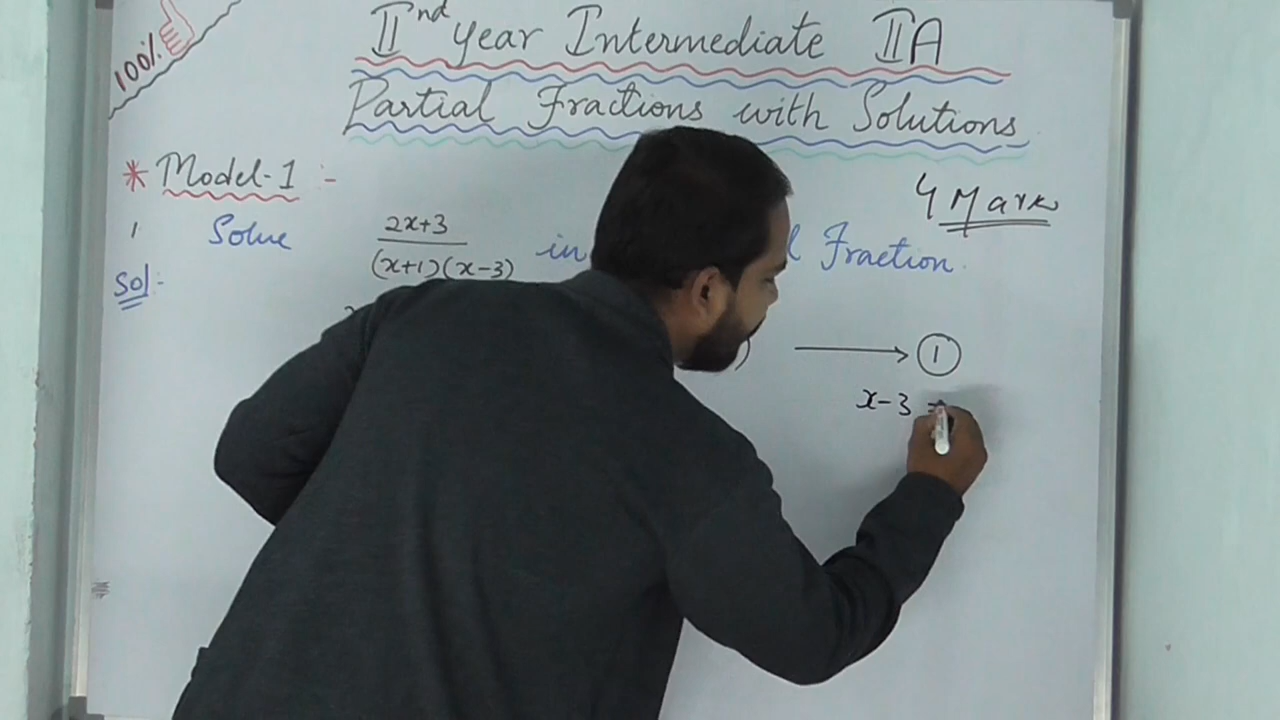 100%
IInd year Intermediate IIA
Partial Fractions with Solutions
* Model-1 :-
4 Marks
1 Solve 2x+3 / (x+1)(x-3) in Fraction.
Sol:-
) → ①
x-3 =